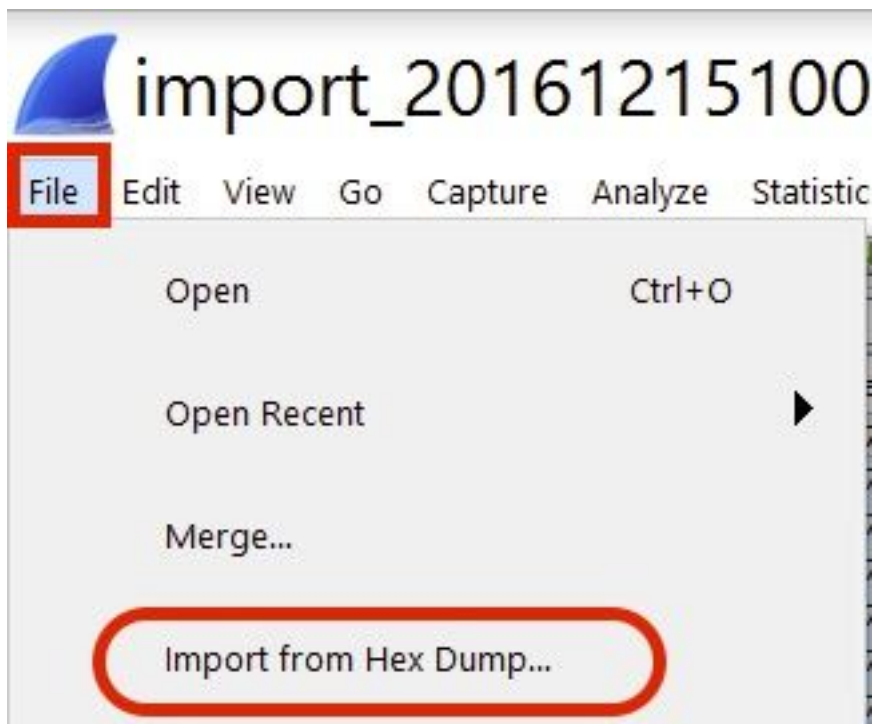 import_20161215100
File Edit View Go Capture Analyze Statistic
Open Ctrl+O
Open Recent
Merge...
Import from Hex Dump...